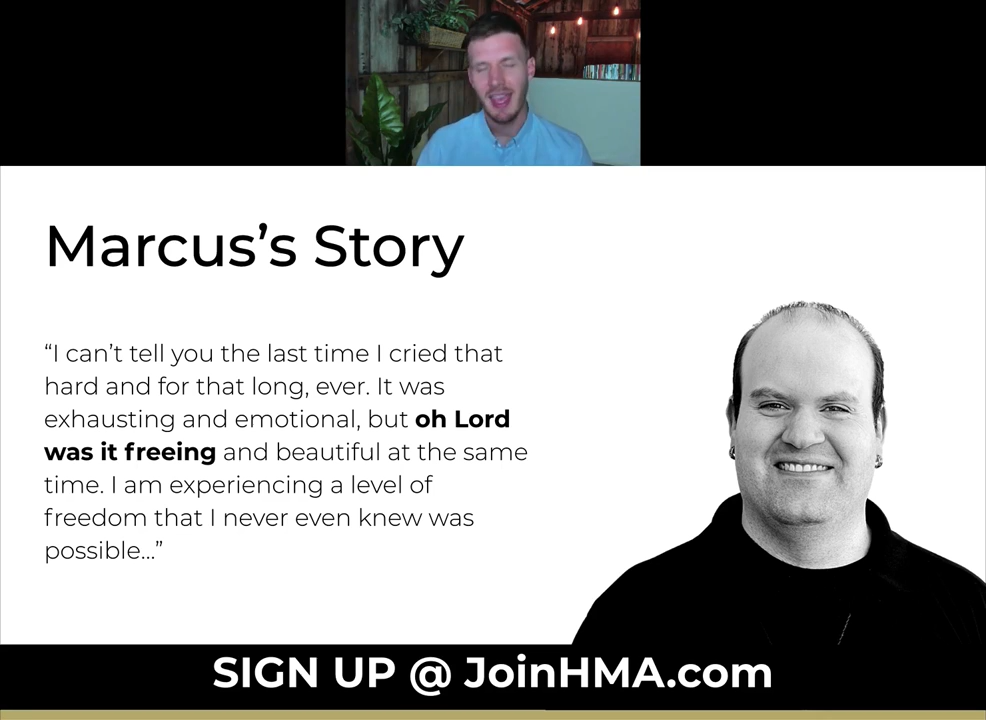 Marcus’s Story
“I can’t tell you the last time I cried that
hard and for that long, ever. It was
exhausting and emotional, but oh Lord
was it freeing and beautiful at the same
time. I am experiencing a level of
freedom that I never even knew was
possible...”
SIGN UP @ JoinHMA.com